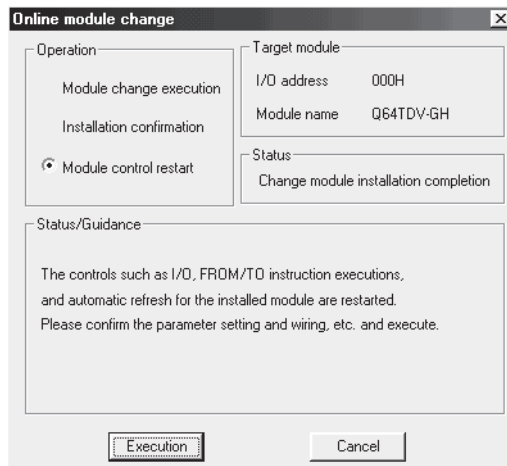 Online module change
Operation
Module change execution
Installation confirmation
Module control restart
Target module
I/O address 000H
Module name Q64TDV-GH
Status
Change module installation completion
Status/Guidance
The controls such as I/O, FROM/TO instruction executions,
and automatic refresh for the installed module are restarted.
Please confirm the parameter setting and wiring, etc. and execute.
Execution Cancel